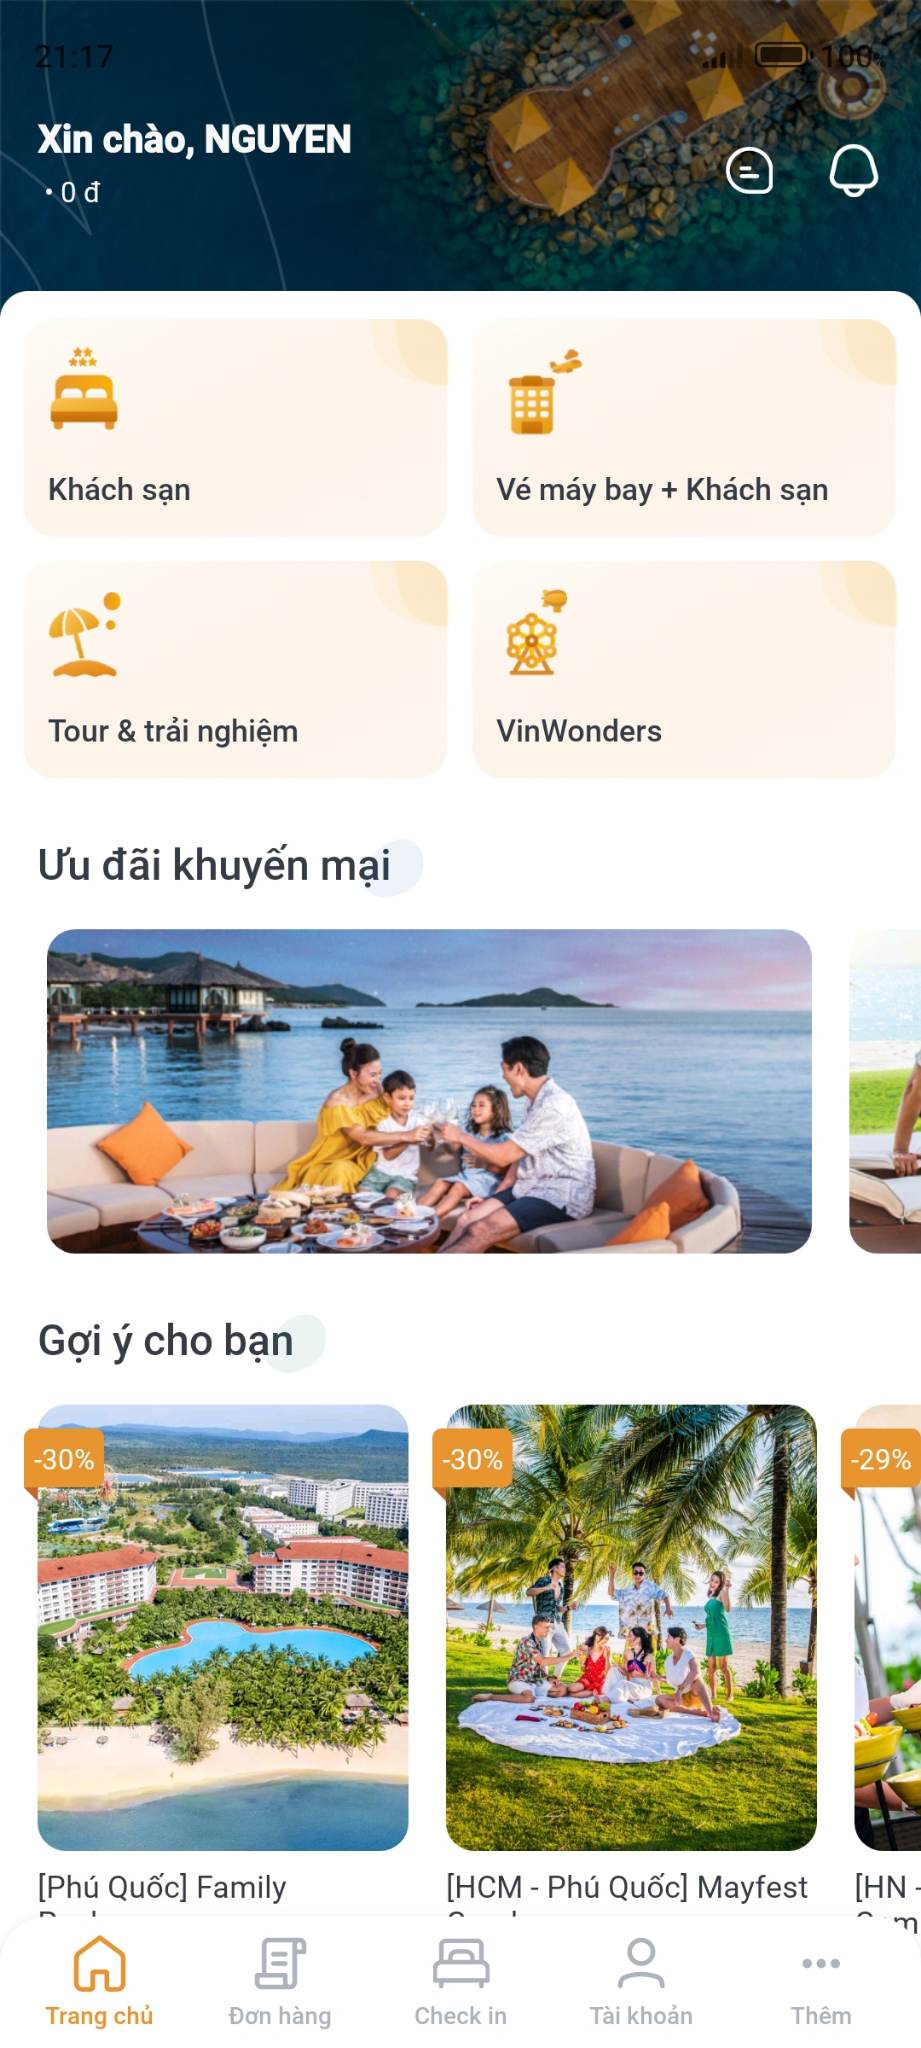 21:17
100%
Xin chào, NGUYEN
• 0 đ
Khách sạn
Vé máy bay + Khách sạn
Tour & trải nghiệm
VinWonders
Ưu đãi khuyến mại
Gợi ý cho bạn
-30%
-30%
-29%
[Phú Quốc] Family
[HCM - Phú Quốc] Mayfest
[HN -
Trang chủ
Đơn hàng
Check in
Tài khoản
Thêm